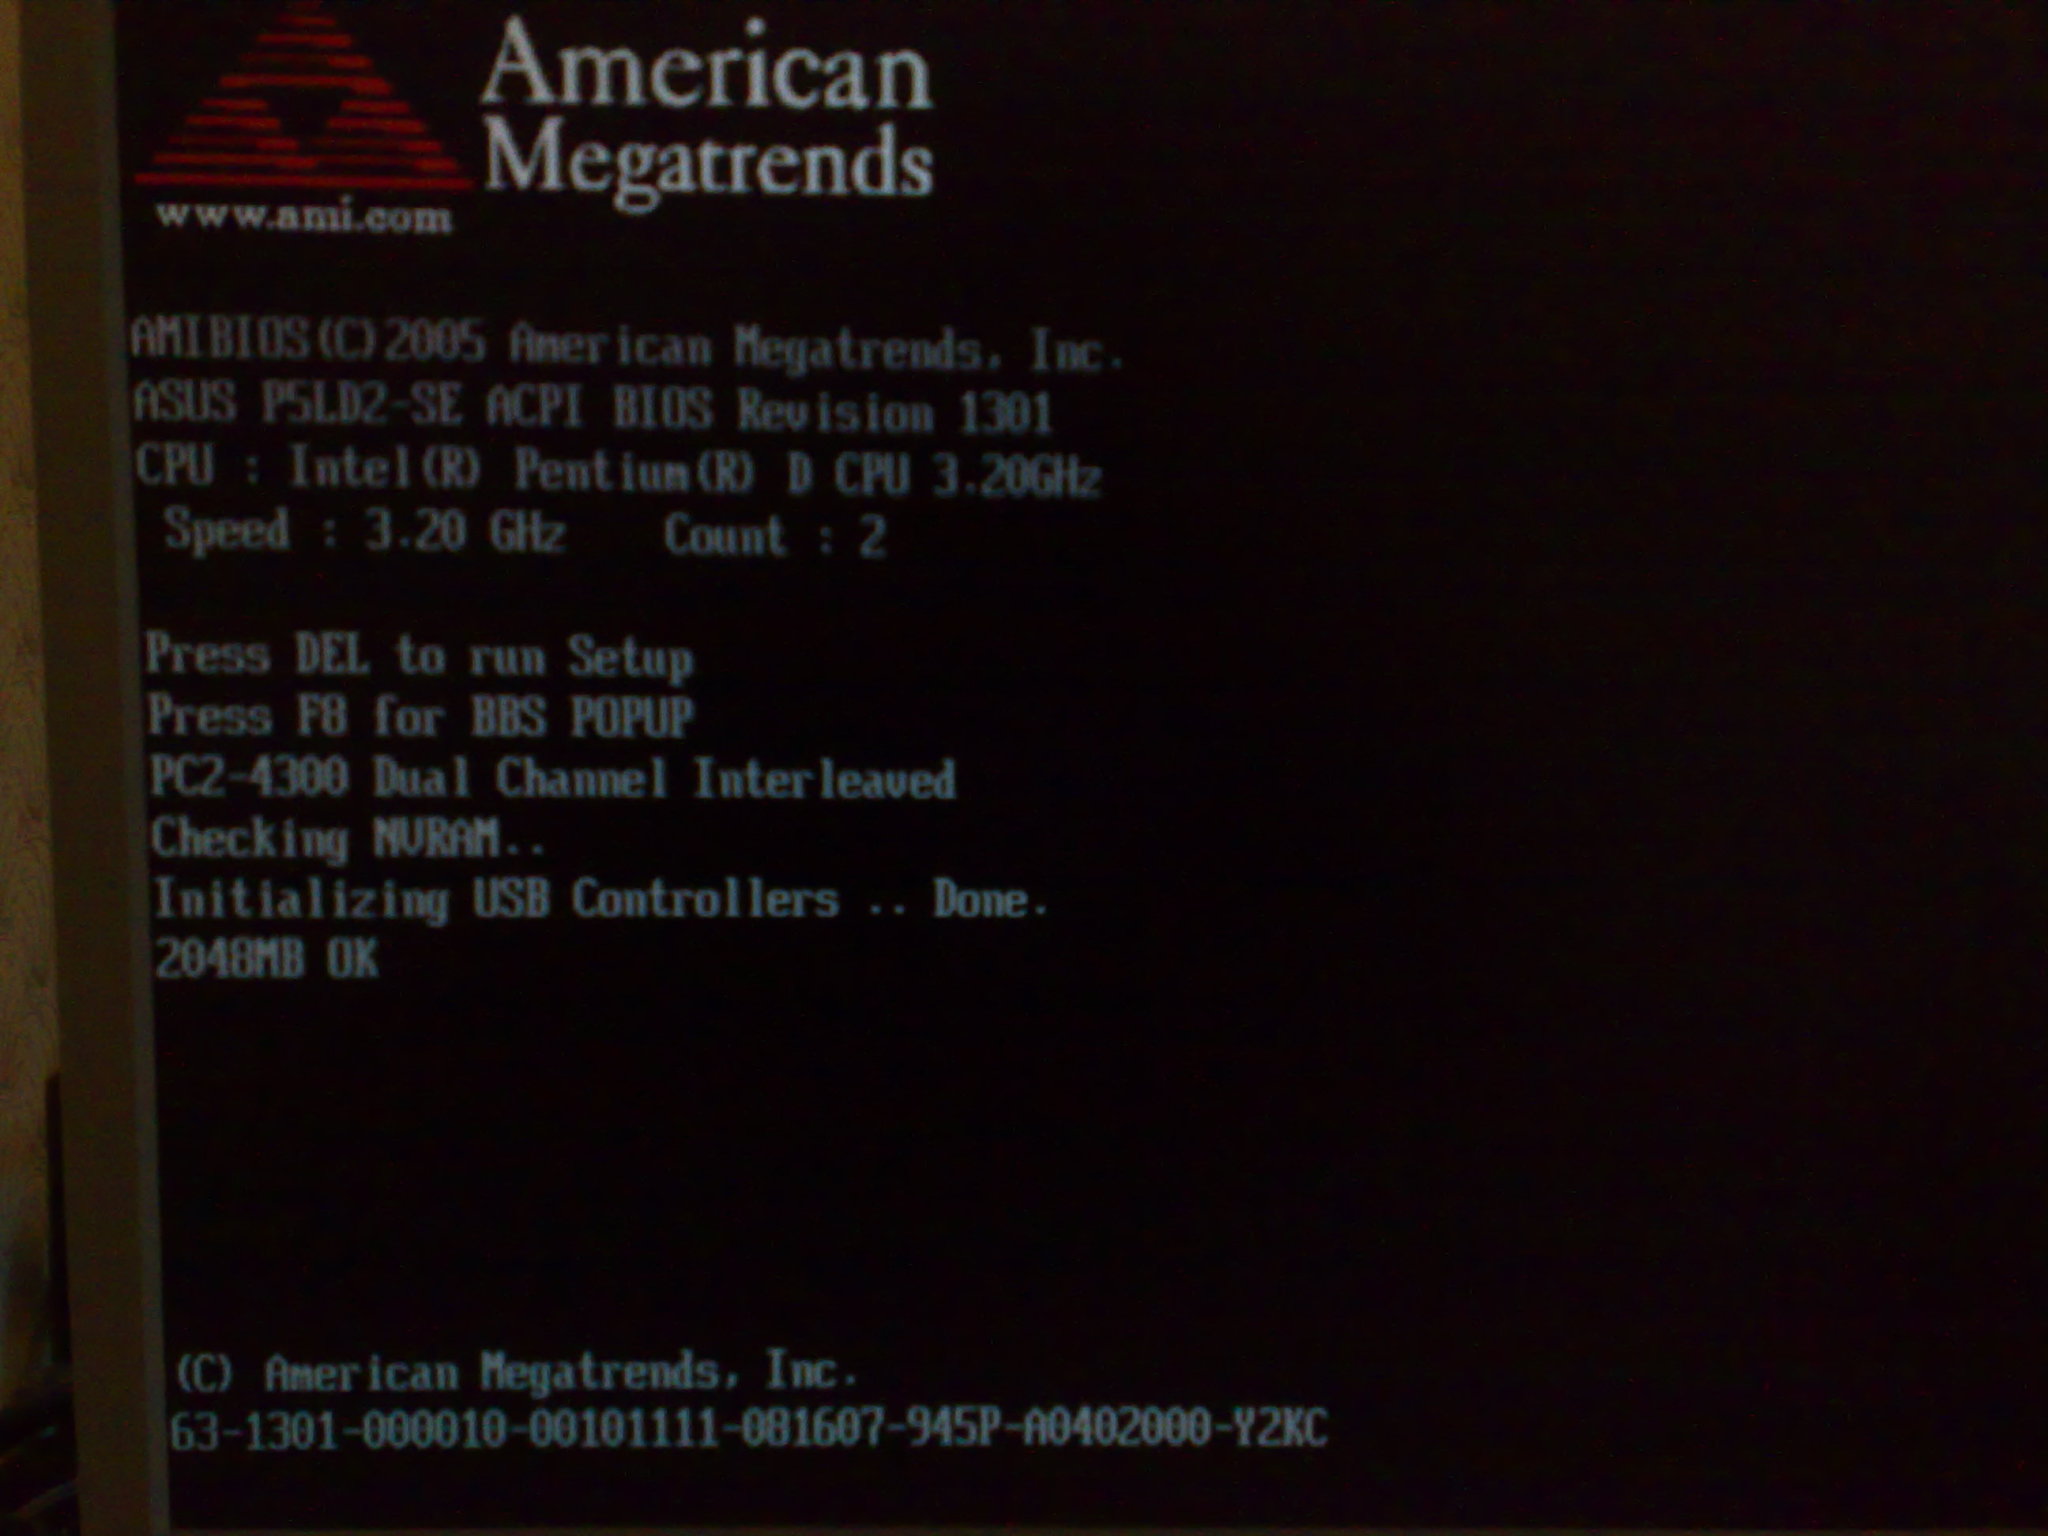 American
Megatrends
www.ami.com
AMIBIOS(C)2005 American Megatrends, Inc.
ASUS P5LD2-SE ACPI BIOS Revision 1301
CPU : Intel(R) Pentium(R) D CPU 3.20GHz
Speed : 3.20 GHz Count : 2
Press DEL to run Setup
Press F8 for BBS POPUP
PC2-4300 Dual Channel Interleaved
Checking NVRAM..
Initializing USB Controllers .. Done.
2048MB OK
(C) American Megatrends, Inc.
63-1301-000010-00101111-081607-945P-A0402000-Y2KC